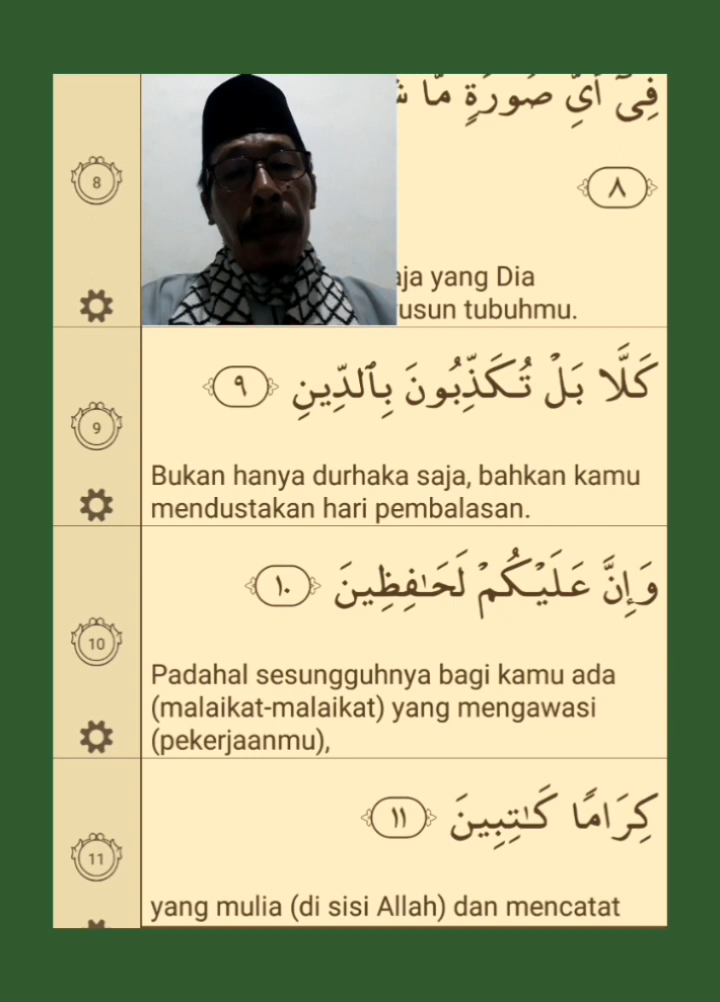 فِىٓ أَىِّ صُورَةٍ مَّا
٨
8
yang Dia
tubuhmu.
كَلَّا بَلْ تُكَذِّبُونَ بِٱلدِّينِ ٩
9
Bukan hanya durhaka saja, bahkan kamu
mendustakan hari pembalasan.
وَإِنَّ عَلَيْكُمْ لَحَـٰفِظِينَ ١٠
10
Padahal sesungguhnya bagi kamu ada
(malaikat-malaikat) yang mengawasi
(pekerjaanmu),
كِرَامًا كَـٰتِبِينَ ١١
11
yang mulia (di sisi Allah) dan mencatat